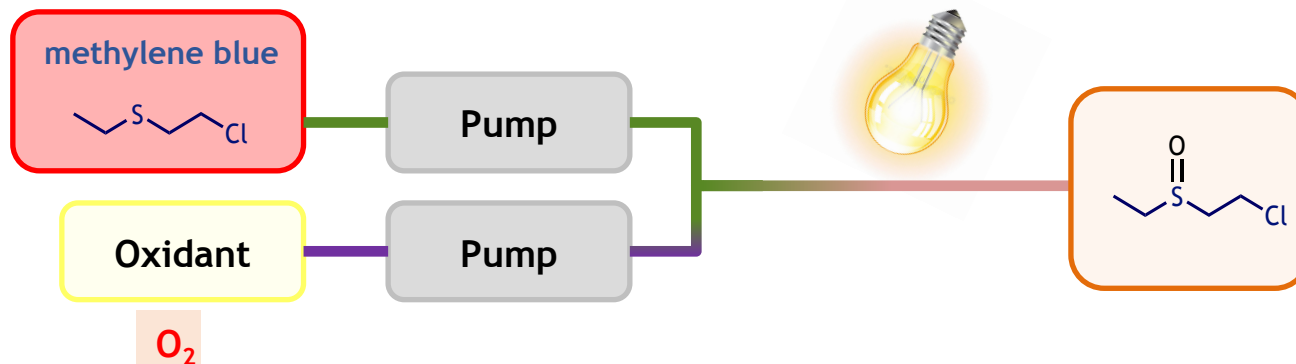 methylene blue
S
Cl
Pump
Oxidant
Pump
O₂
O
S
Cl